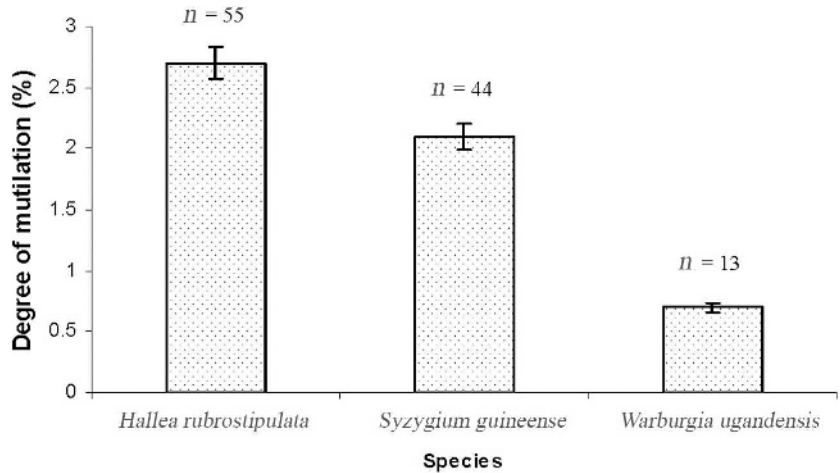 n = 55
3
n = 44
2.5
2
1.5
n = 13
1
0.5
0
Degree of mutilation (%)
Hallea rubrostipulata Syzygium guineense Warburgia ugandensis
Species